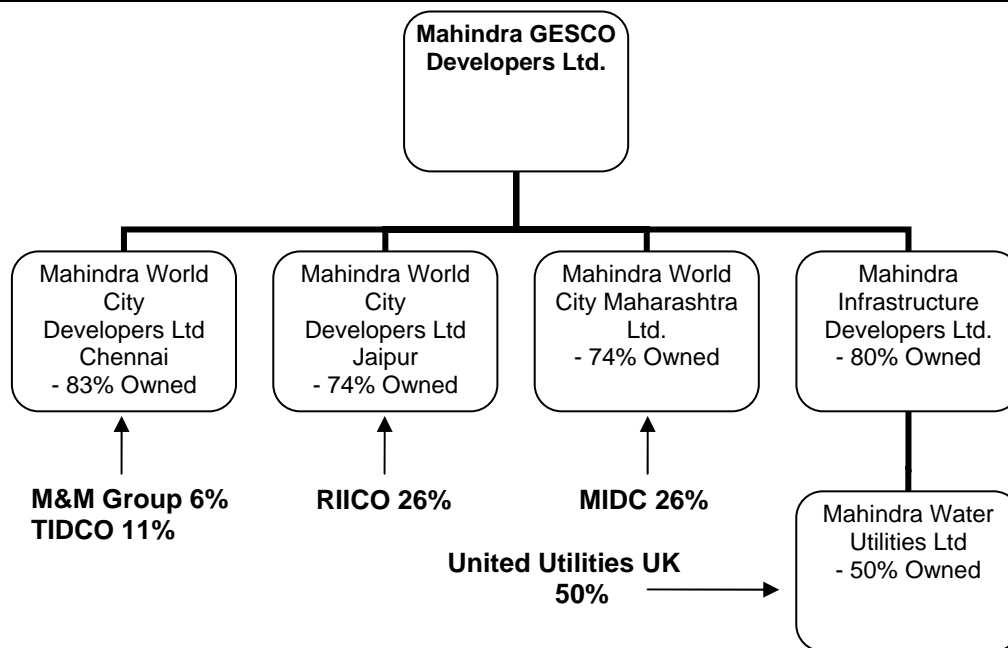 Mahindra GESCO
Developers Ltd.
Mahindra World
City
Developers Ltd
Chennai
- 83% Owned
Mahindra World
City
Developers Ltd
Jaipur
- 74% Owned
Mahindra World
City Maharashtra
Ltd.
- 74% Owned
Mahindra
Infrastructure
Developers Ltd.
- 80% Owned
M&M Group 6%
TIDCO 11%
RIICO 26%
MIDC 26%
United Utilities UK
50%
Mahindra Water
Utilities Ltd
- 50% Owned